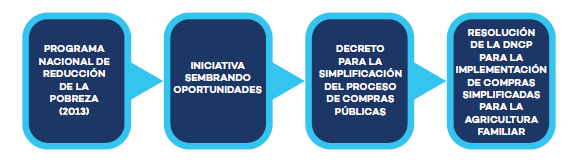 PROGRAMA
NACIONAL DE
REDUCCIÓN
DE LA
POBREZA
(2013)
INICIATIVA
SEMBRANDO
OPORTUNIDADES
DECRETO
PARA LA
SIMPLIFICACIÓN
DEL PROCESO
DE COMPRAS
PÚBLICAS
RESOLUCIÓN
DE LA DNCP
PARA LA
IMPLEMENTACIÓN
DE COMPRAS
SIMPLIFICADAS
PARA LA
AGRICULTURA
FAMILIAR